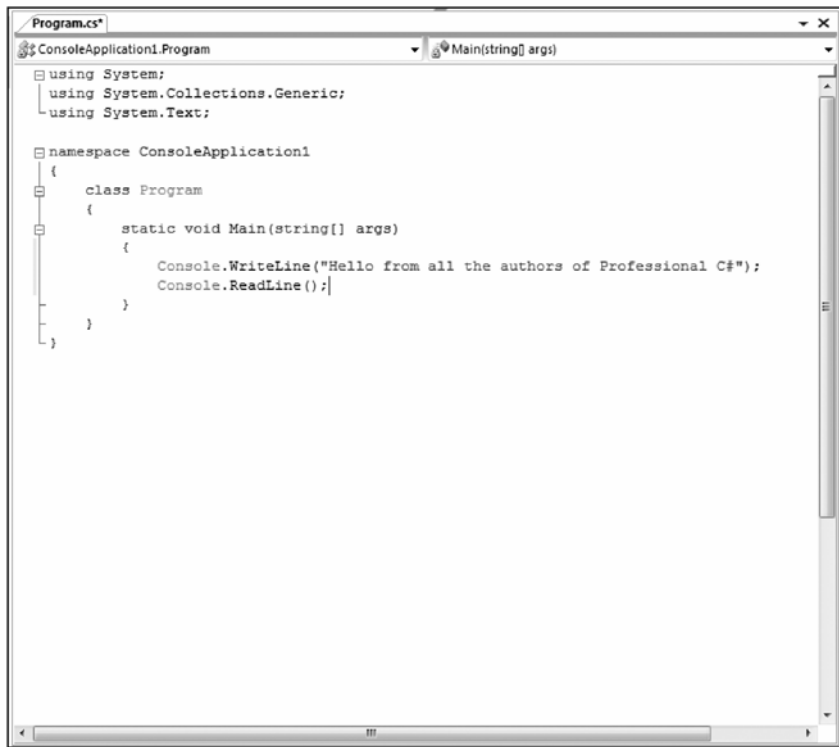 Program.cs*
ConsoleApplication1.Program Main(string[] args)
using System;
using System.Collections.Generic;
using System.Text;
namespace ConsoleApplication1
{
class Program
{
static void Main(string[] args)
{
Console.WriteLine("Hello from all the authors of Professional C#");
Console.ReadLine();
}
}
}